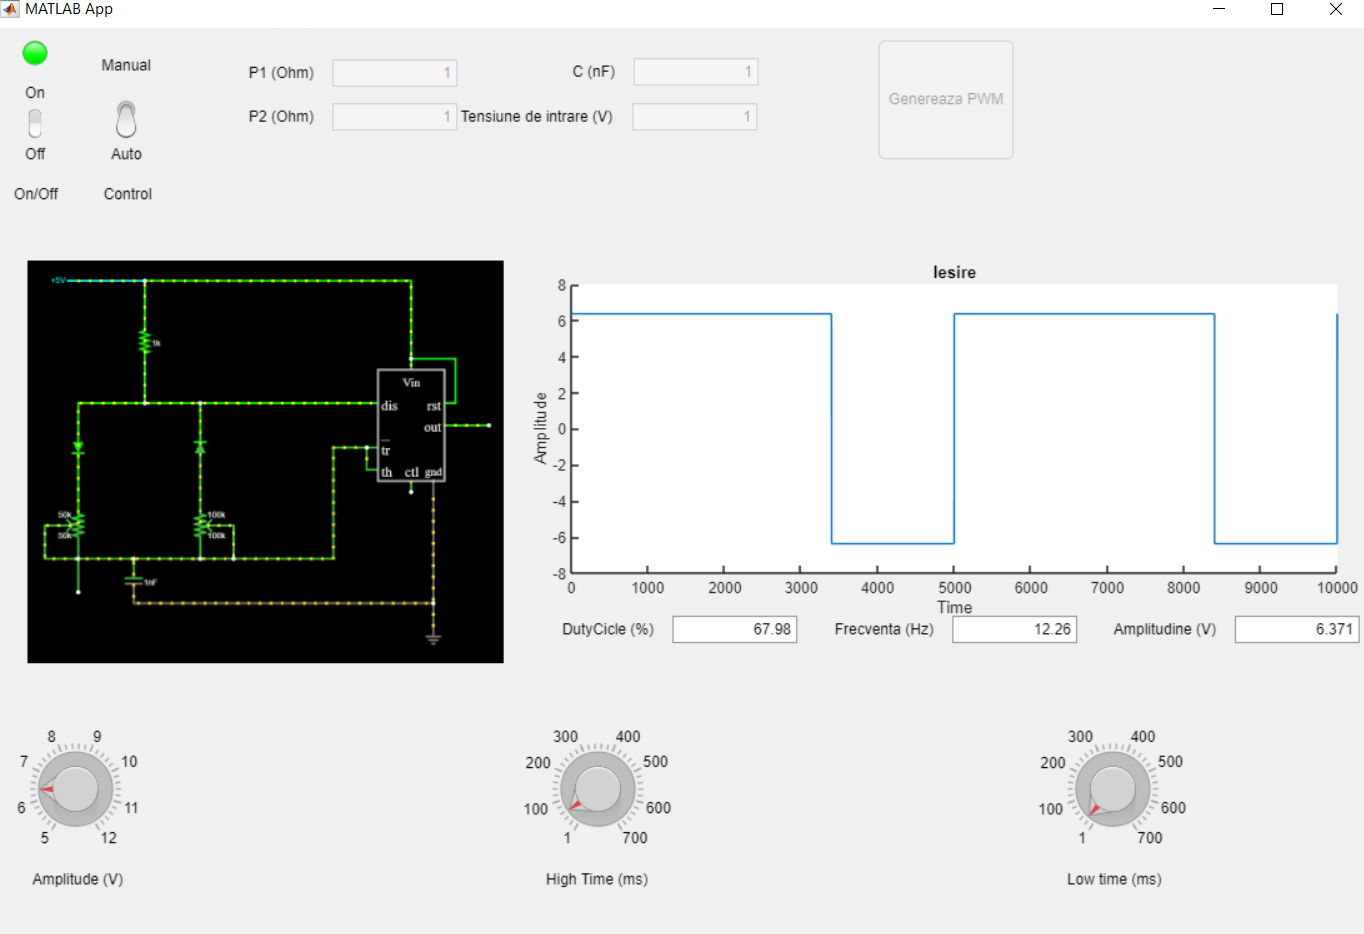 MATLAB App
Manual
On
Off
Auto
On/Off
Control
P1 (Ohm) 1
P2 (Ohm) 1
C (nF) 1
Tensiune de intrare (V) 1
Genereaza PWM
+5V
1k
Vin
dis
rst
out
tr
th
ctl
gnd
50k
50k
100k
100k
1nF
Iesire
Amplitude
8
6
4
2
0
-2
-4
-6
-8
0 1000 2000 3000 4000 5000 6000 7000 8000 9000 10000
Time
DutyCicle (%) 67.98
Frecventa (Hz) 12.26
Amplitudine (V) 6.371
5 6 7 8 9 10 11 12
Amplitude (V)
1 100 200 300 400 500 600 700
High Time (ms)
1 100 200 300 400 500 600 700
Low time (ms)